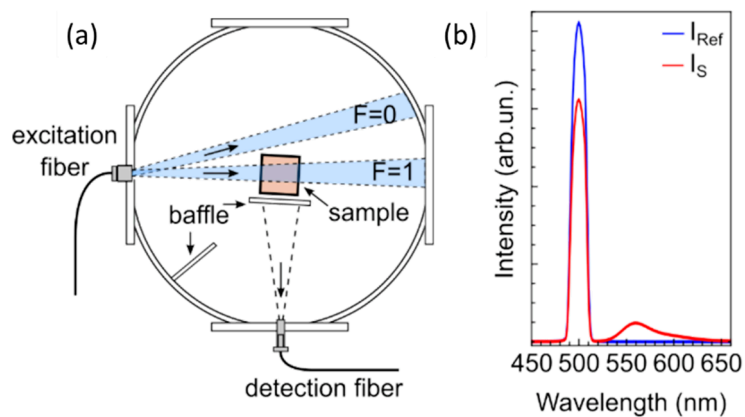 (a)
F=0
excitation
fiber
F=1
baffle
sample
detection fiber
(b)
I_Ref
I_S
Intensity (arb.un.)
450 500 550 600 650
Wavelength (nm)